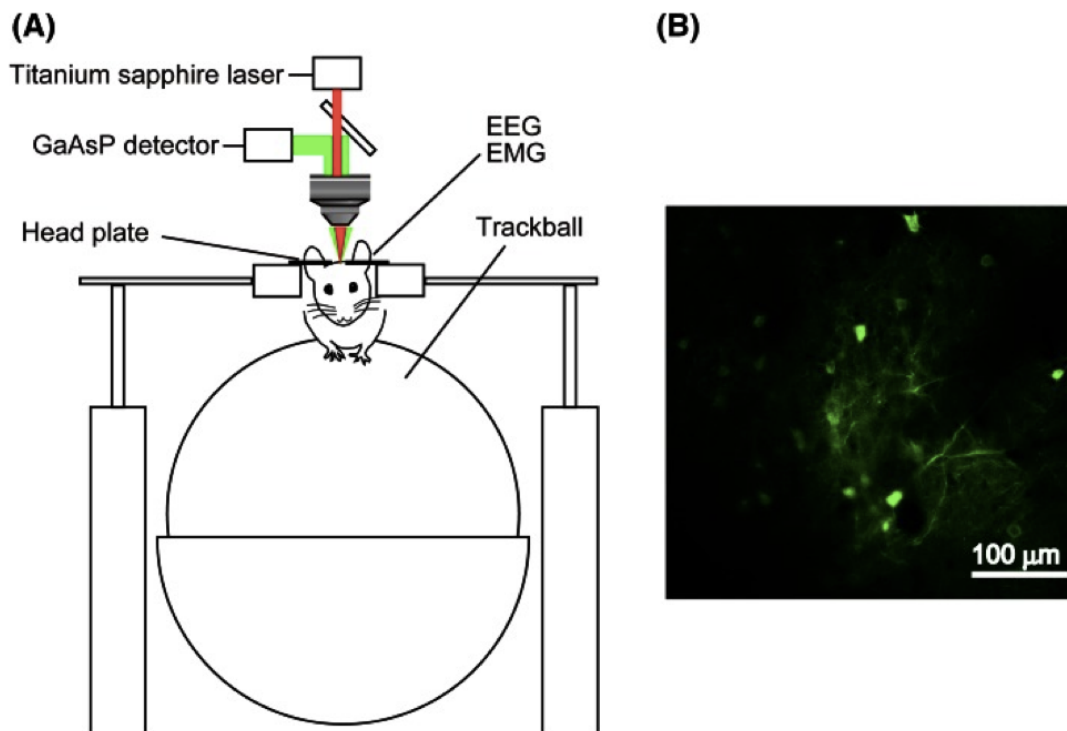 (A)
Titanium sapphire laser
GaAsP detector
EEG
EMG
Head plate
Trackball
(B)
100 μm